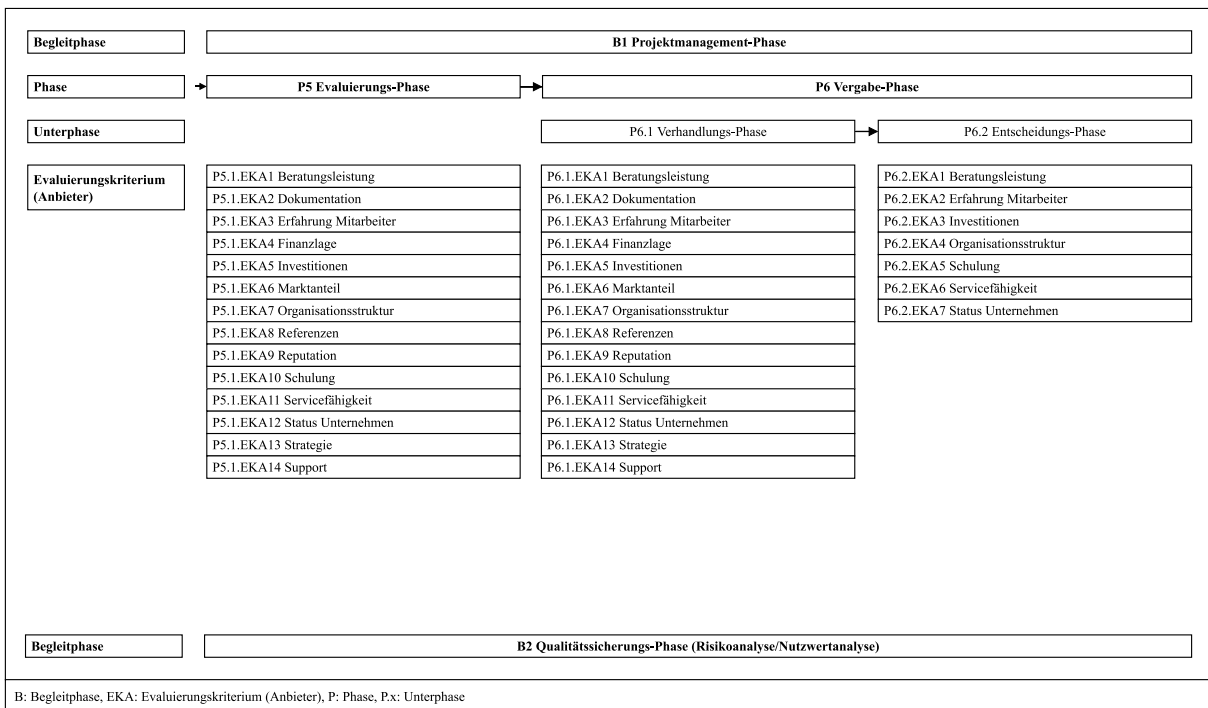 Begleitphase
B1 Projektmanagement-Phase
Phase
P5 Evaluierungs-Phase
P6 Vergabe-Phase
Unterphase
P6.1 Verhandlungs-Phase
P6.2 Entscheidungs-Phase
Evaluierungskriterium
(Anbieter)
P5.1.EKA1 Beratungsleistung
P5.1.EKA2 Dokumentation
P5.1.EKA3 Erfahrung Mitarbeiter
P5.1.EKA4 Finanzlage
P5.1.EKA5 Investitionen
P5.1.EKA6 Marktanteil
P5.1.EKA7 Organisationsstruktur
P5.1.EKA8 Referenzen
P5.1.EKA9 Reputation
P5.1.EKA10 Schulung
P5.1.EKA11 Servicefähigkeit
P5.1.EKA12 Status Unternehmen
P5.1.EKA13 Strategie
P5.1.EKA14 Support
P6.1.EKA1 Beratungsleistung
P6.1.EKA2 Dokumentation
P6.1.EKA3 Erfahrung Mitarbeiter
P6.1.EKA4 Finanzlage
P6.1.EKA5 Investitionen
P6.1.EKA6 Marktanteil
P6.1.EKA7 Organisationsstruktur
P6.1.EKA8 Referenzen
P6.1.EKA9 Reputation
P6.1.EKA10 Schulung
P6.1.EKA11 Servicefähigkeit
P6.1.EKA12 Status Unternehmen
P6.1.EKA13 Strategie
P6.1.EKA14 Support
P6.2.EKA1 Beratungsleistung
P6.2.EKA2 Erfahrung Mitarbeiter
P6.2.EKA3 Investitionen
P6.2.EKA4 Organisationsstruktur
P6.2.EKA5 Schulung
P6.2.EKA6 Servicefähigkeit
P6.2.EKA7 Status Unternehmen
Begleitphase
B2 Qualitätssicherungs-Phase (Risikoanalyse/Nutzwertanalyse)
B: Begleitphase, EKA: Evaluierungskriterium (Anbieter), P: Phase, P.x: Unterphase